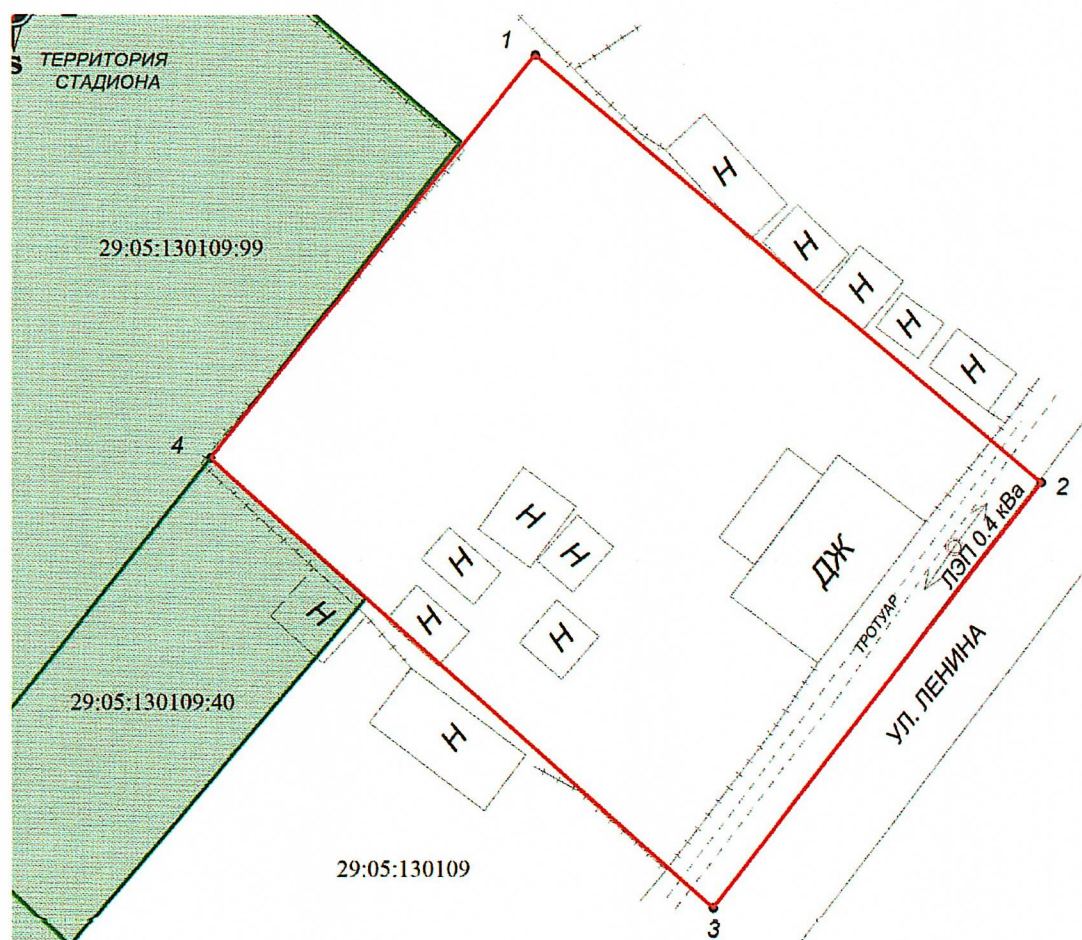 S
ТЕРРИТОРИЯ
СТАДИОНА
1
Н
29:05:130109:99
Н
Н
Н
Н
4
2
Н
Н
Н
ДЖ
ЛЭП 0.4 кВа
Н
Н
Н
ТРОТУАР
УЛ. ЛЕНИНА
29:05:130109:40
Н
29:05:130109
3